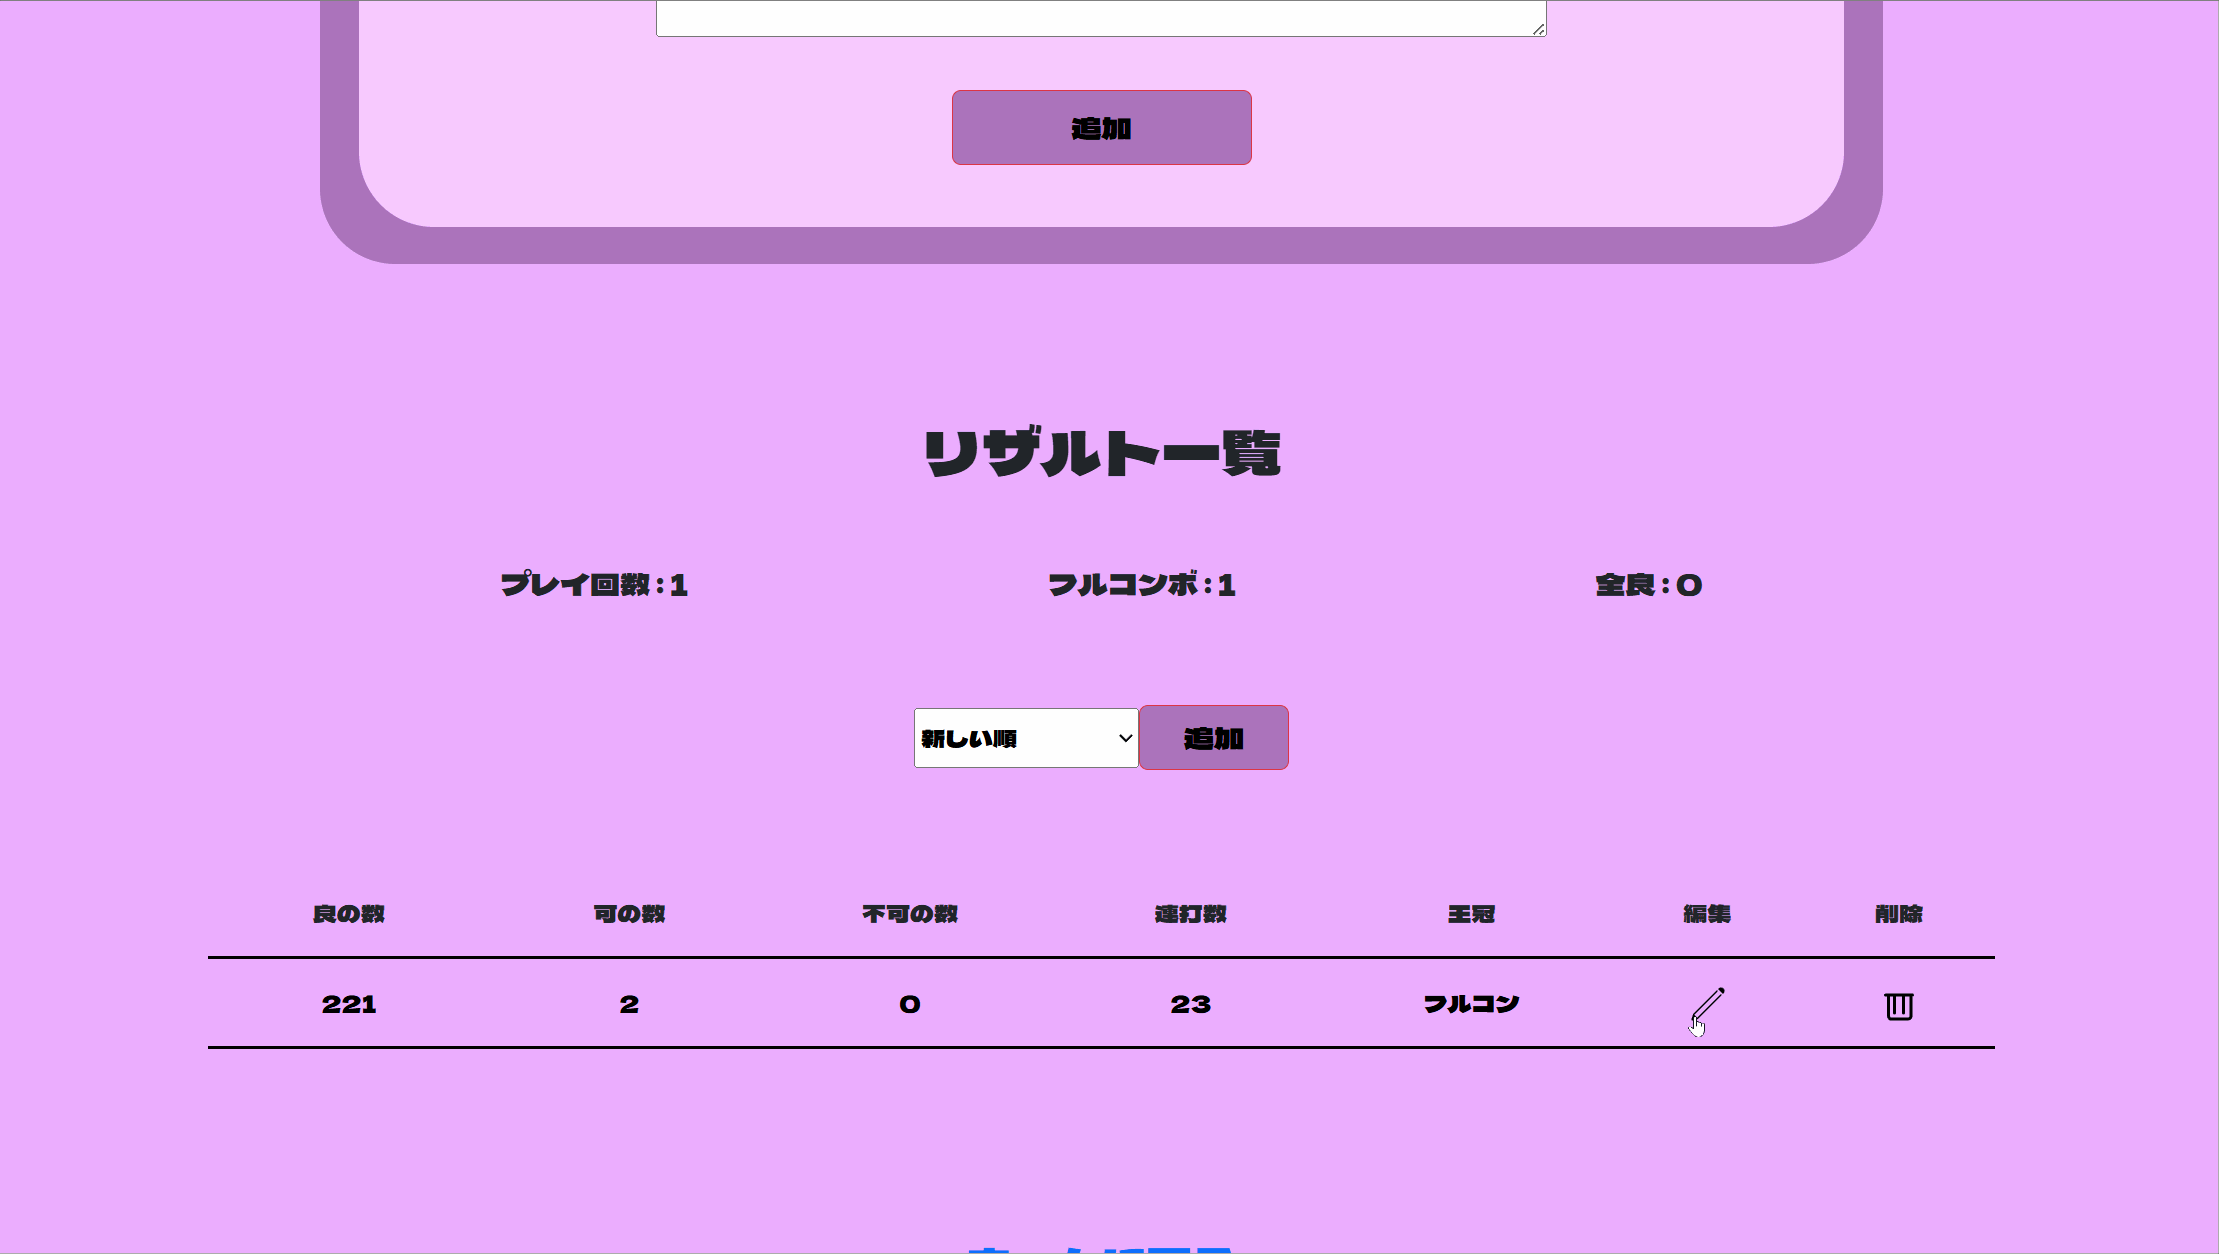 追加
リザルト一覧
プレイ回数:1 フルコンボ:1 全良:0
新しい順 追加
良の数 可の数 不可の数 連打数 王冠 編集 削除
221 2 0 23 フルコン